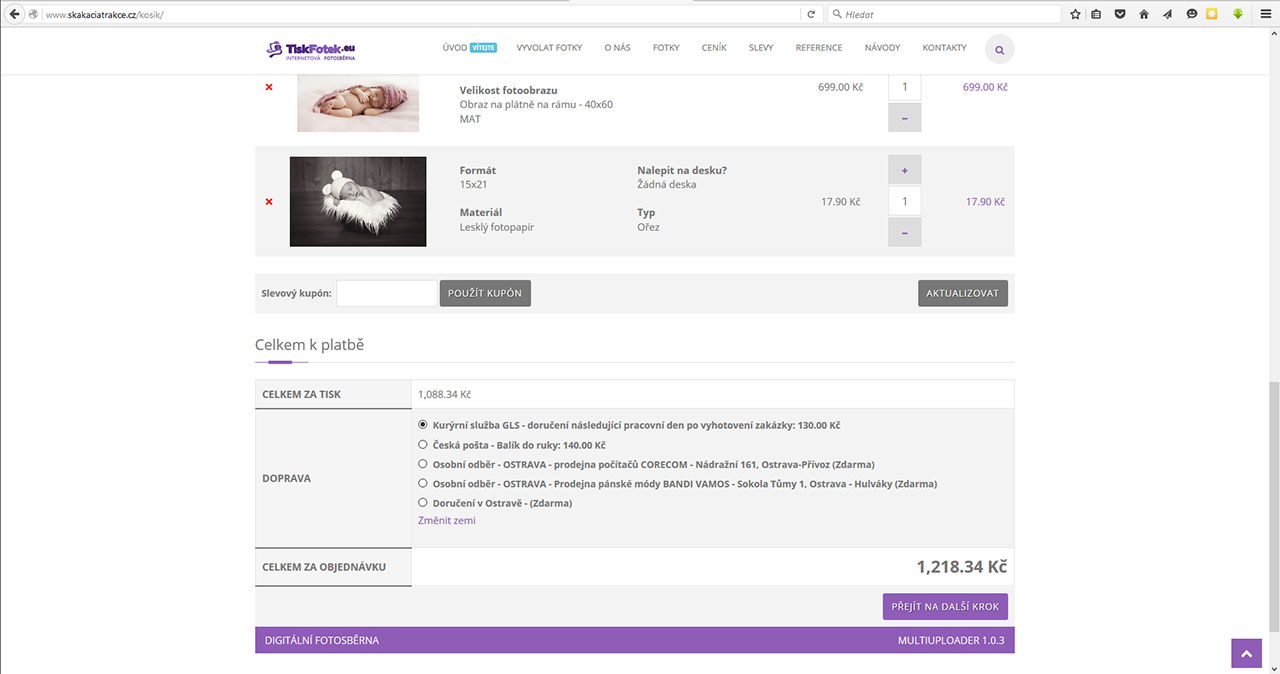 www.skakaciatrakce.cz/kosik/
Hledat
TiskFotek.eu
INTERNETOVÁ FOTOSBĚRNA
ÚVOD VÍTEJTE VYVOLAT FOTKY O NÁS FOTKY CENÍK SLEVY REFERENCE NÁVODY KONTAKTY
Velikost fotoobrazu
Obraz na plátně na rámu - 40x60
MAT
699.00 Kč
1
699.00 Kč
–
Formát
15x21
Nalepit na desku?
Žádná deska
Materiál
Lesklý fotopapír
Typ
Ořez
17.90 Kč
+
1
–
17.90 Kč
Slevový kupón:
POUŽÍT KUPÓN
AKTUALIZOVAT
Celkem k platbě
CELKEM ZA TISK
1,088.34 Kč
DOPRAVA
Kurýrní služba GLS - doručení následující pracovní den po vyhotovení zakázky: 130.00 Kč
Česká pošta - Balík do ruky: 140.00 Kč
Osobní odběr - OSTRAVA - prodejna počítačů CORECOM - Nádražní 161, Ostrava-Přívoz (Zdarma)
Osobní odběr - OSTRAVA - Prodejna pánské módy BANDI VAMOS - Sokola Tůmy 1, Ostrava - Hulváky (Zdarma)
Doručení v Ostravě - (Zdarma)
Změnit zemi
CELKEM ZA OBJEDNÁVKU
1,218.34 Kč
PŘEJÍT NA DALŠÍ KROK
DIGITÁLNÍ FOTOSBĚRNA
MULTIUPLOADER 1.0.3